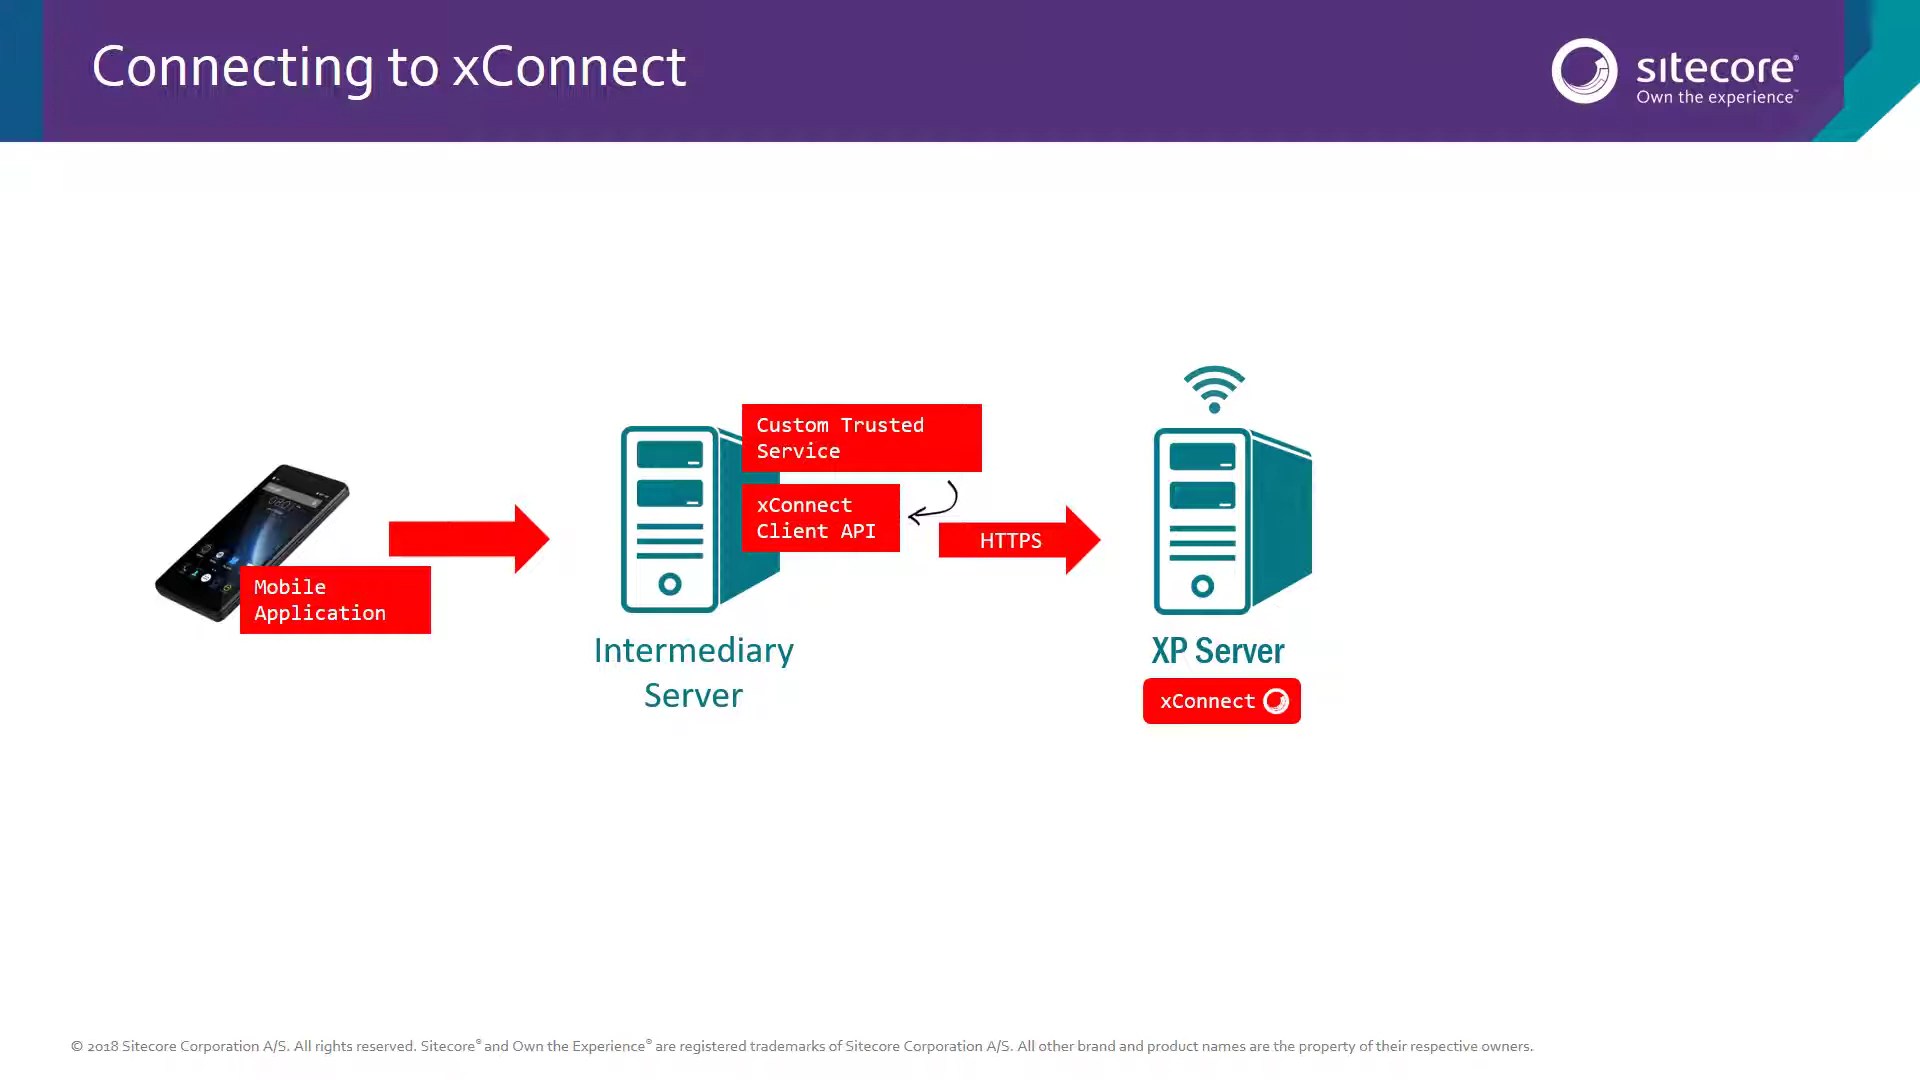 Connecting to xConnect
sitecore®
Own the experience™
Custom Trusted
Service
xConnect
Client API
HTTPS
Mobile
Application
Intermediary
Server
XP Server
xConnect
© 2018 Sitecore Corporation A/S. All rights reserved. Sitecore® and Own the Experience® are registered trademarks of Sitecore Corporation A/S. All other brand and product names are the property of their respective owners.